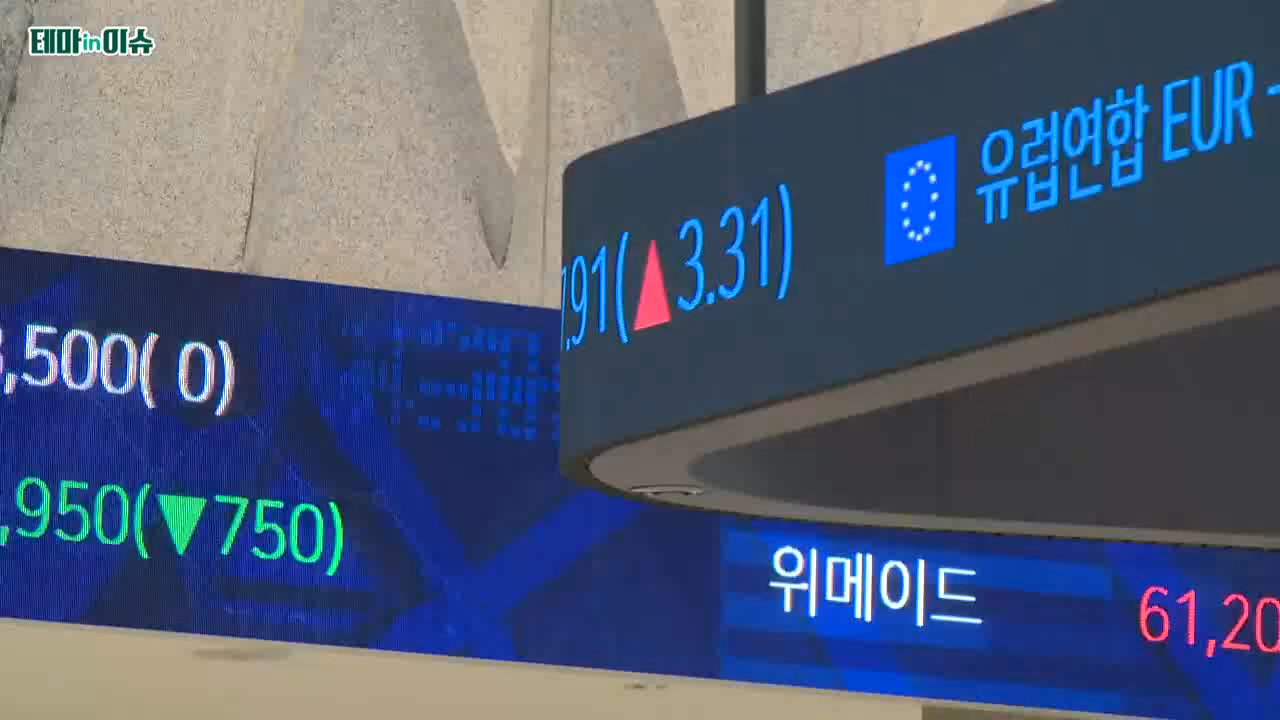 테마in이슈
유럽연합 EUR
.91(▲3.31)
,500( 0)
,950(▼750)
위메이드
61,20